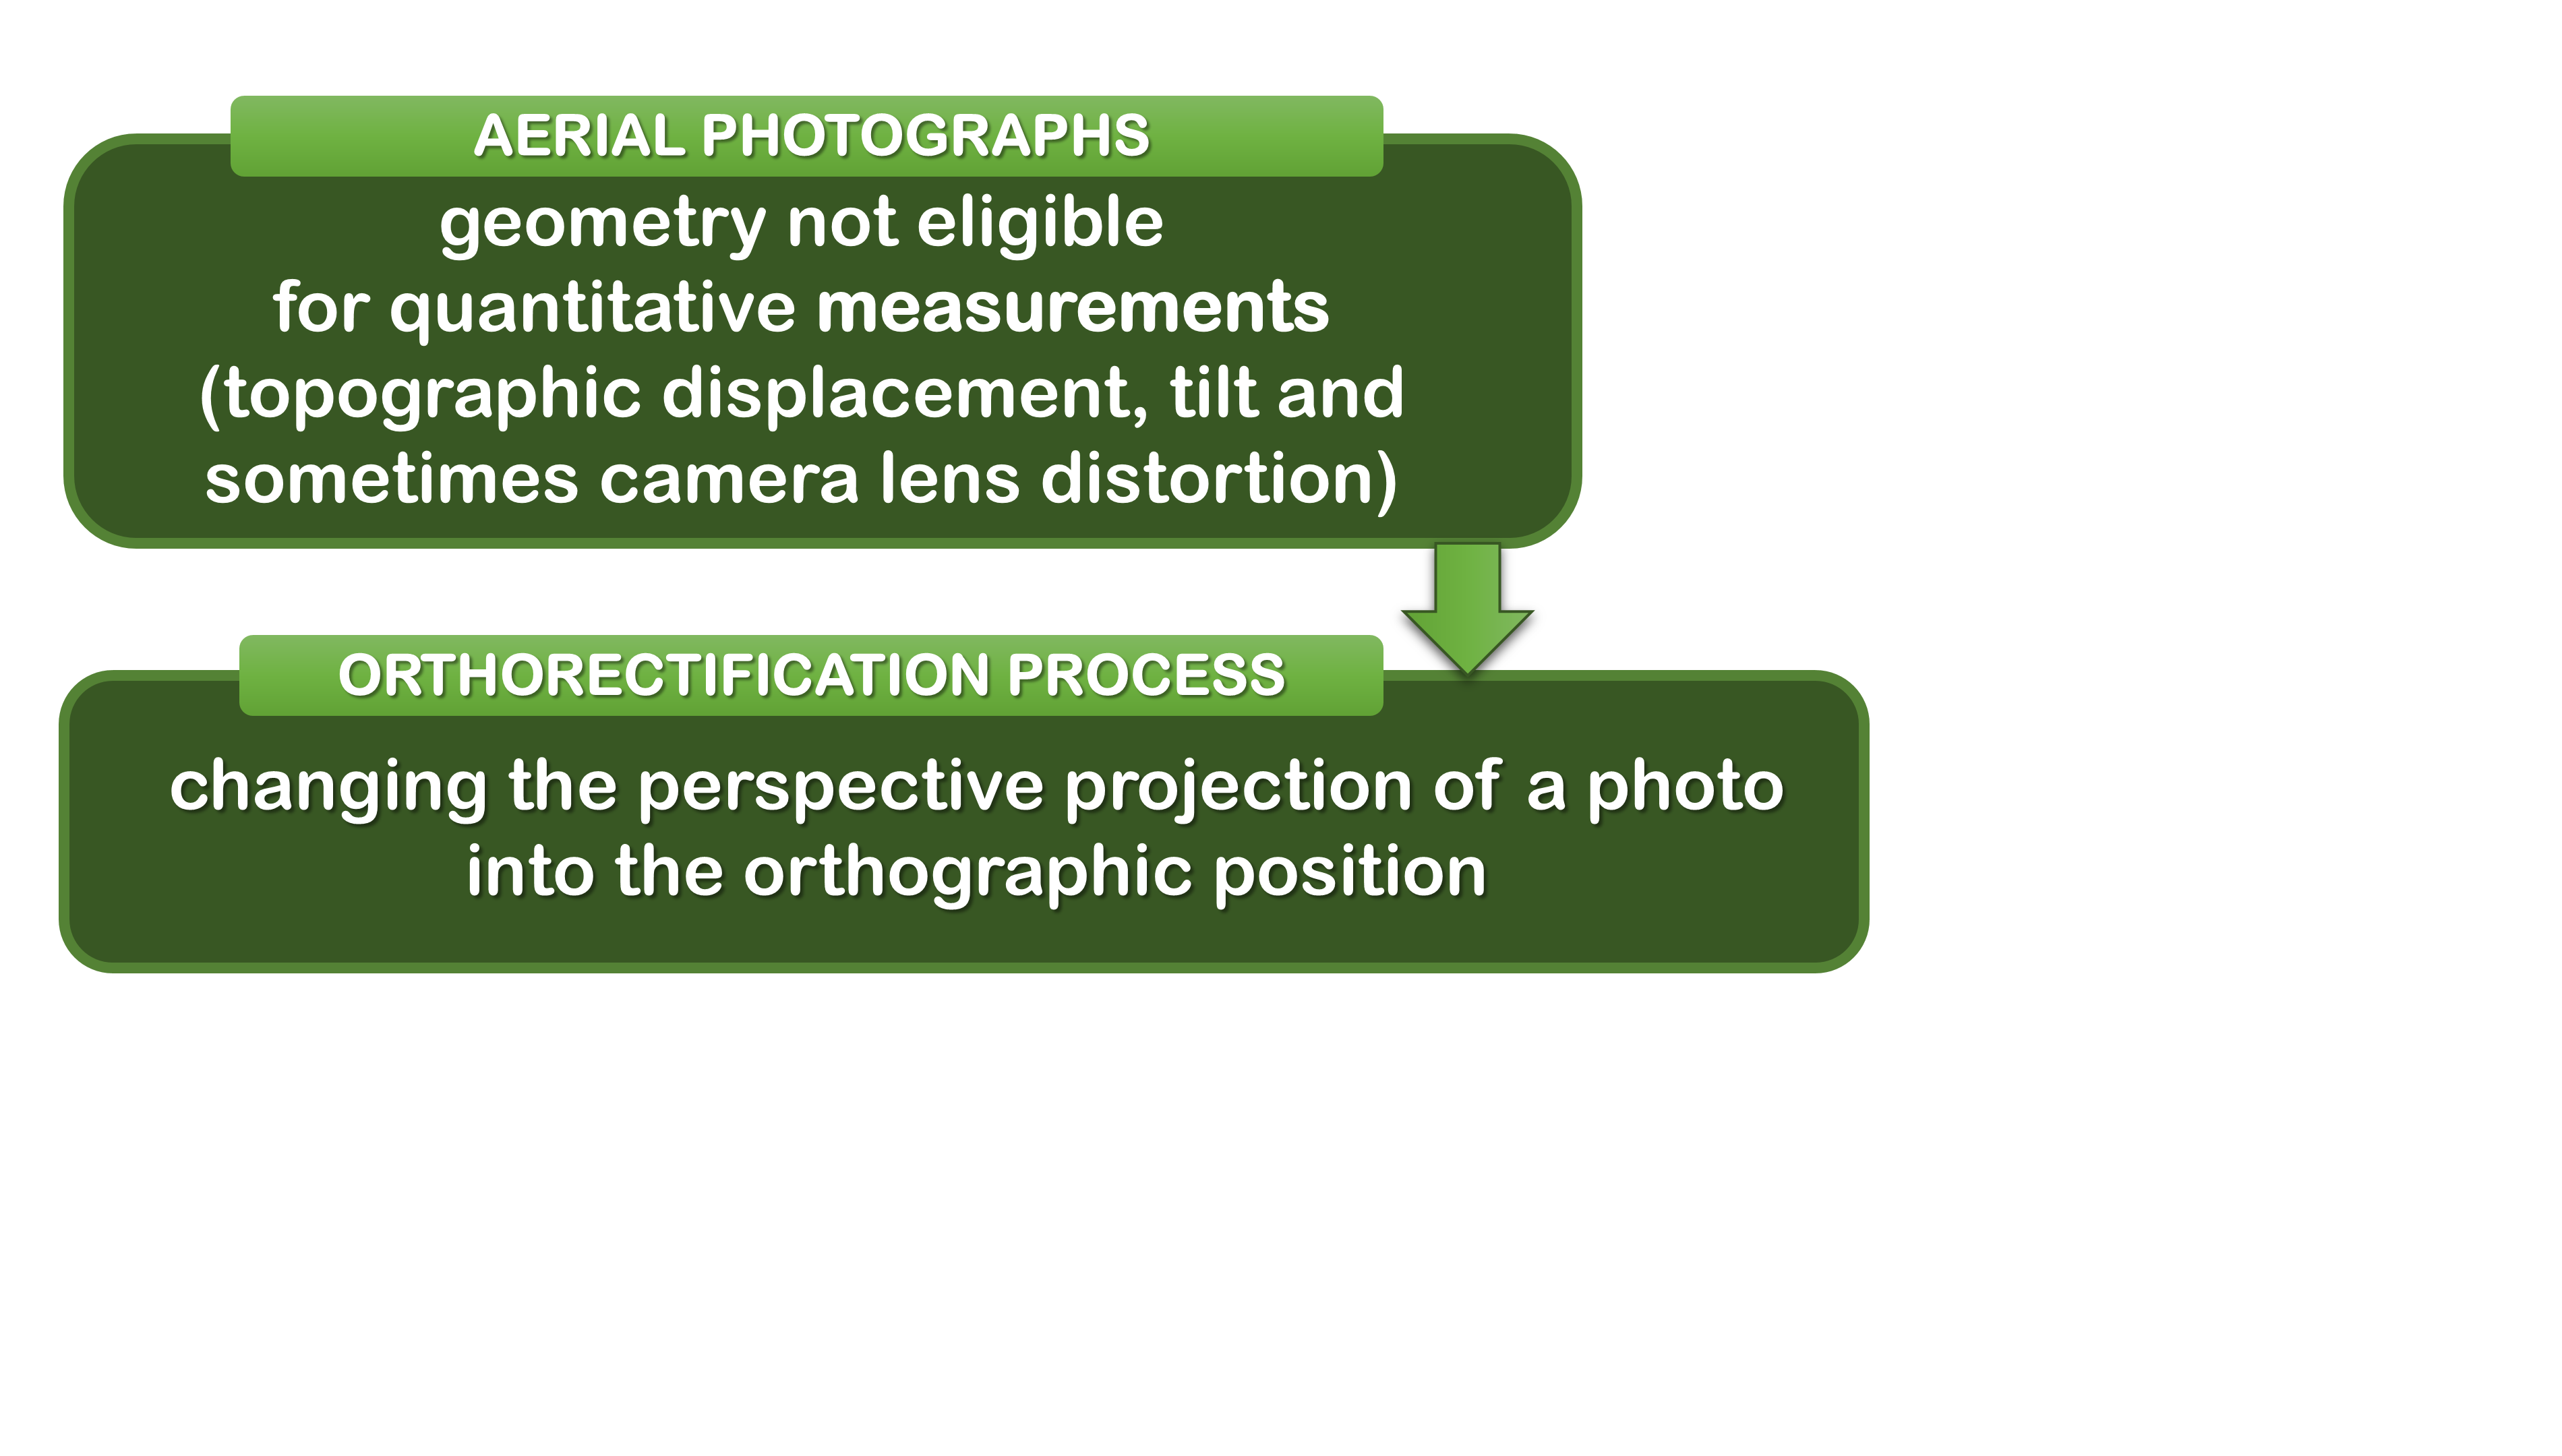 AERIAL PHOTOGRAPHS
geometry not eligible
for quantitative measurements
(topographic displacement, tilt and
sometimes camera lens distortion)
ORTHORECTIFICATION PROCESS
changing the perspective projection of a photo
into the orthographic position